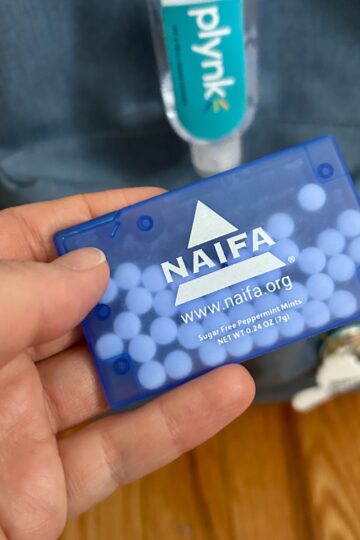 plynk
NAIFA®
www.naifa.org
Sugar Free Peppermint Mints
NET WT 0.24 OZ (7g)